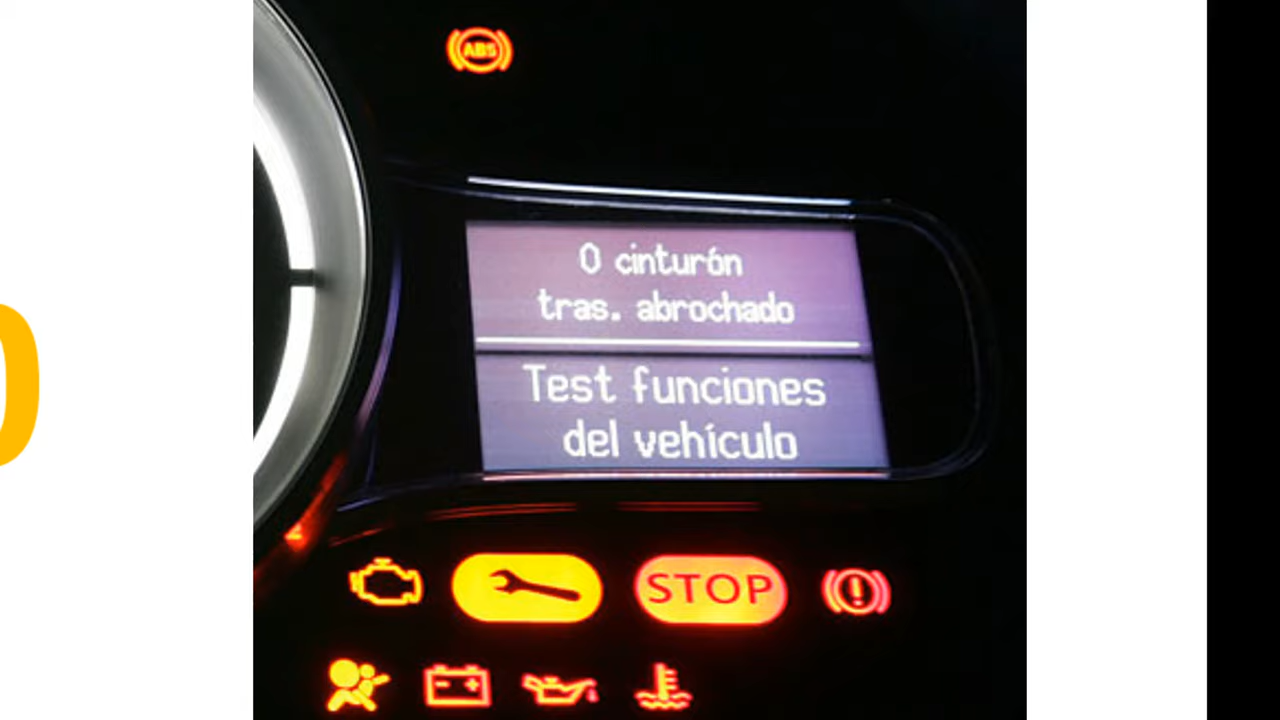 ABS
0 cinturón
tras. abrochado
Test funciones
del vehículo
STOP